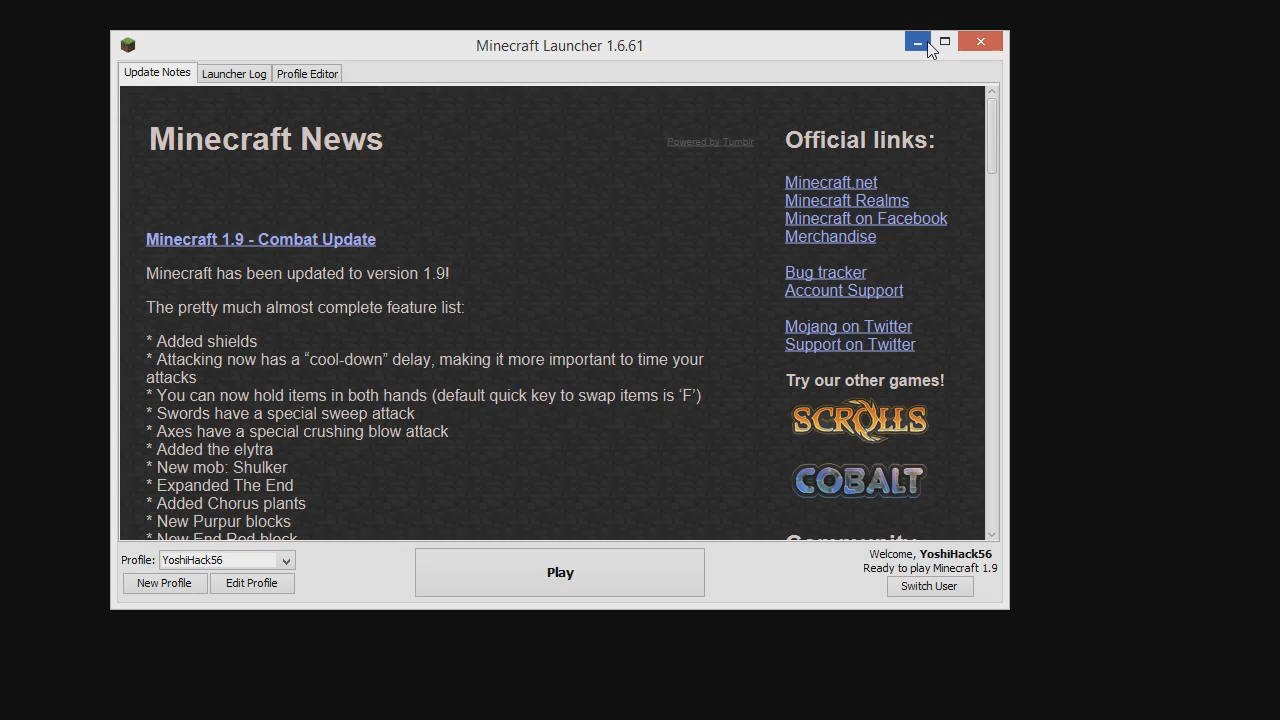 Minecraft Launcher 1.6.61
Update Notes
Launcher Log
Profile Editor
Minecraft News
Powered by Tumblr
Minecraft 1.9 - Combat Update
Minecraft has been updated to version 1.9!
The pretty much almost complete feature list:
* Added shields
* Attacking now has a “cool-down” delay, making it more important to time your
attacks
* You can now hold items in both hands (default quick key to swap items is ‘F’)
* Swords have a special sweep attack
* Axes have a special crushing blow attack
* Added the elytra
* New mob: Shulker
* Expanded The End
* Added Chorus plants
* New Purpur blocks
* New End Rod block
Official links:
Minecraft.net
Minecraft Realms
Minecraft on Facebook
Merchandise
Bug tracker
Account Support
Mojang on Twitter
Support on Twitter
Try our other games!
SCROLLS
COBALT
Community
Profile:
YoshiHack56
New Profile
Edit Profile
Play
Welcome, YoshiHack56
Ready to play Minecraft 1.9
Switch User